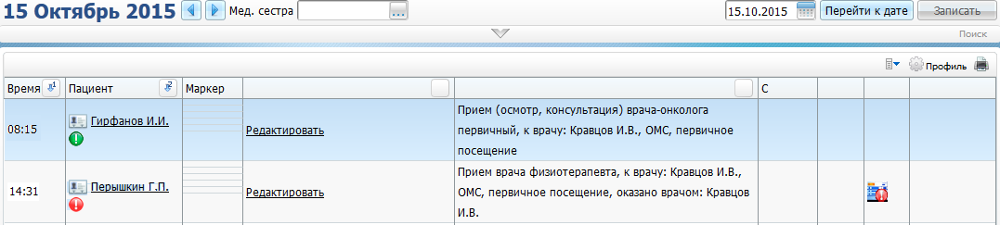 15 Октябрь 2015 Мед. сестра ... 15.10.2015 Перейти к дате Записать
Поиск
Профиль
Время 1 Пациент 2 Маркер С
08:15 Гирфанов И.И. Редактировать Прием (осмотр, консультация) врача-онколога
первичный, к врачу: Кравцов И.В., ОМС, первичное
посещение
14:31 Перышкин Г.П. Редактировать Прием врача физиотерапевта, к врачу: Кравцов И.В.,
ОМС, первичное посещение, оказано врачом: Кравцов
И.В.